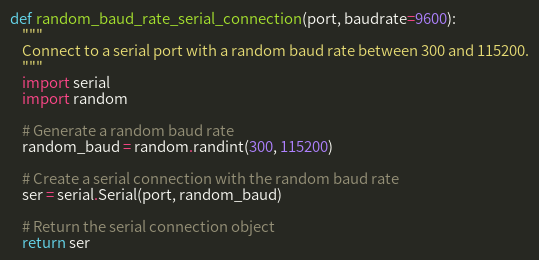 def random_baud_rate_serial_connection(port, baudrate=9600):
"""
Connect to a serial port with a random baud rate between 300 and 115200.
"""
import serial
import random
# Generate a random baud rate
random_baud = random.randint(300, 115200)
# Create a serial connection with the random baud rate
ser = serial.Serial(port, random_baud)
# Return the serial connection object
return ser